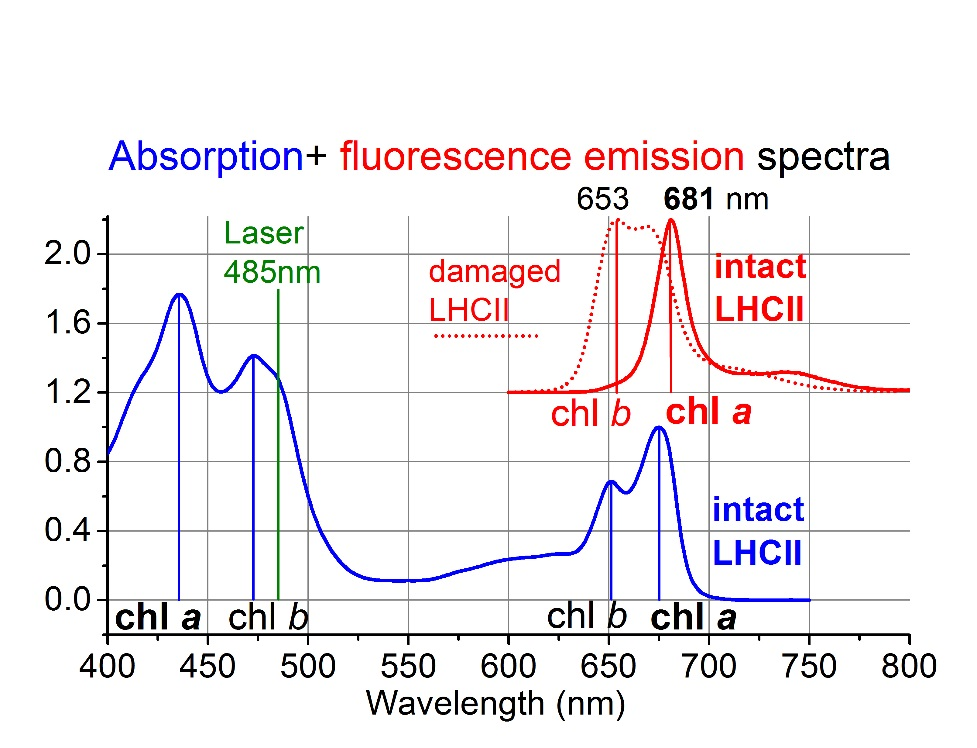 Absorption+ fluorescence emission spectra
653 681 nm
Laser
485nm
damaged
LHCII
intact
LHCII
chl b chl a
intact
LHCII
chl a chl b chl b chl a
2.0
1.6
1.2
0.8
0.4
0.0
400 450 500 550 600 650 700 750 800
Wavelength (nm)